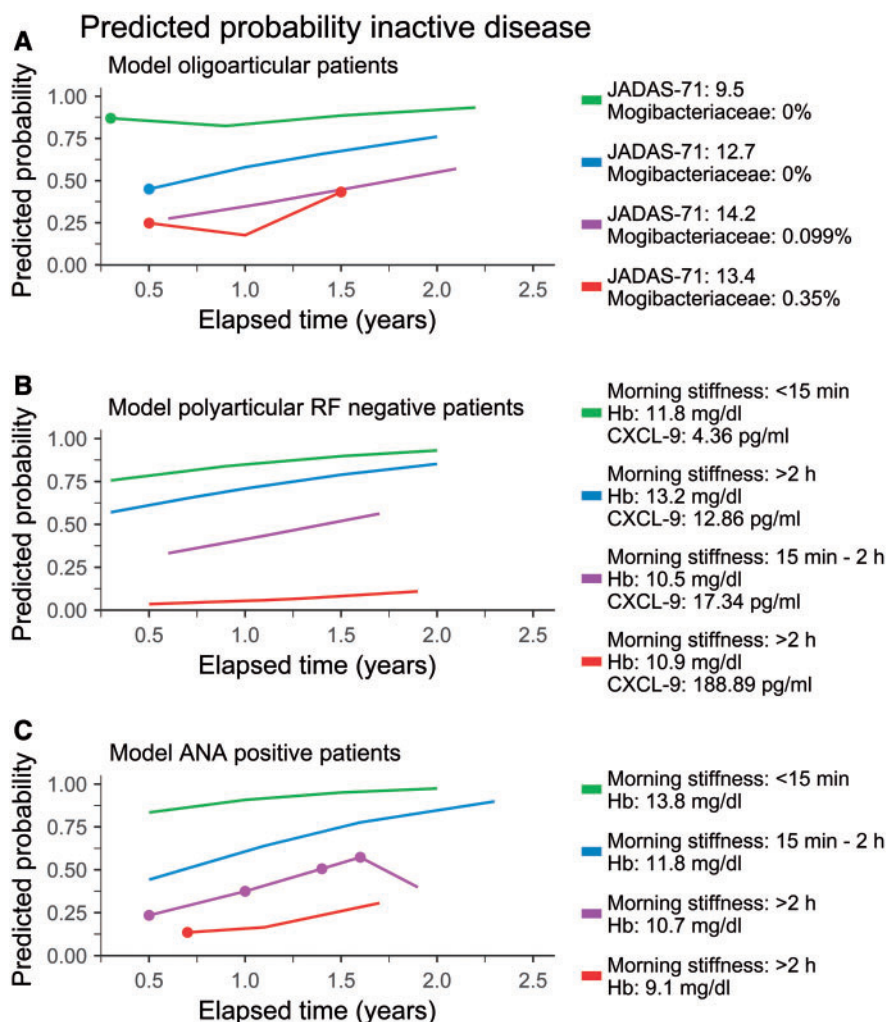 Predicted probability inactive disease
A
Model oligoarticular patients
Predicted probability
1.00
0.75
0.50
0.25
0.00
0.5
1.0
1.5
2.0
2.5
Elapsed time (years)
JADAS-71: 9.5
Mogibacteriaceae: 0%
JADAS-71: 12.7
Mogibacteriaceae: 0%
JADAS-71: 14.2
Mogibacteriaceae: 0.099%
JADAS-71: 13.4
Mogibacteriaceae: 0.35%
B
Model polyarticular RF negative patients
Predicted probability
1.00
0.75
0.50
0.25
0.00
0.5
1.0
1.5
2.0
2.5
Elapsed time (years)
Morning stiffness: <15 min
Hb: 11.8 mg/dl
CXCL-9: 4.36 pg/ml
Morning stiffness: >2 h
Hb: 13.2 mg/dl
CXCL-9: 12.86 pg/ml
Morning stiffness: 15 min - 2 h
Hb: 10.5 mg/dl
CXCL-9: 17.34 pg/ml
Morning stiffness: >2 h
Hb: 10.9 mg/dl
CXCL-9: 188.89 pg/ml
C
Model ANA positive patients
Predicted probability
1.00
0.75
0.50
0.25
0.00
0.5
1.0
1.5
2.0
2.5
Elapsed time (years)
Morning stiffness: <15 min
Hb: 13.8 mg/dl
Morning stiffness: 15 min - 2 h
Hb: 11.8 mg/dl
Morning stiffness: >2 h
Hb: 10.7 mg/dl
Morning stiffness: >2 h
Hb: 9.1 mg/dl